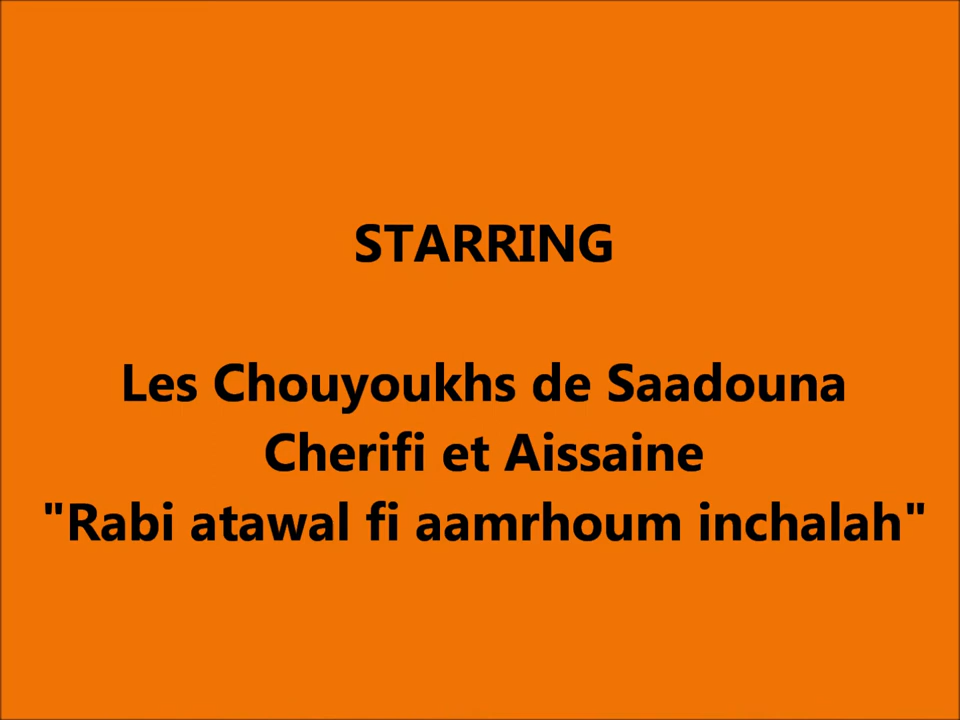 STARRING
Les Chouyoukhs de Saadouna
Cherifi et Aissaine
"Rabi atawal fi aamrhoum inchalah"